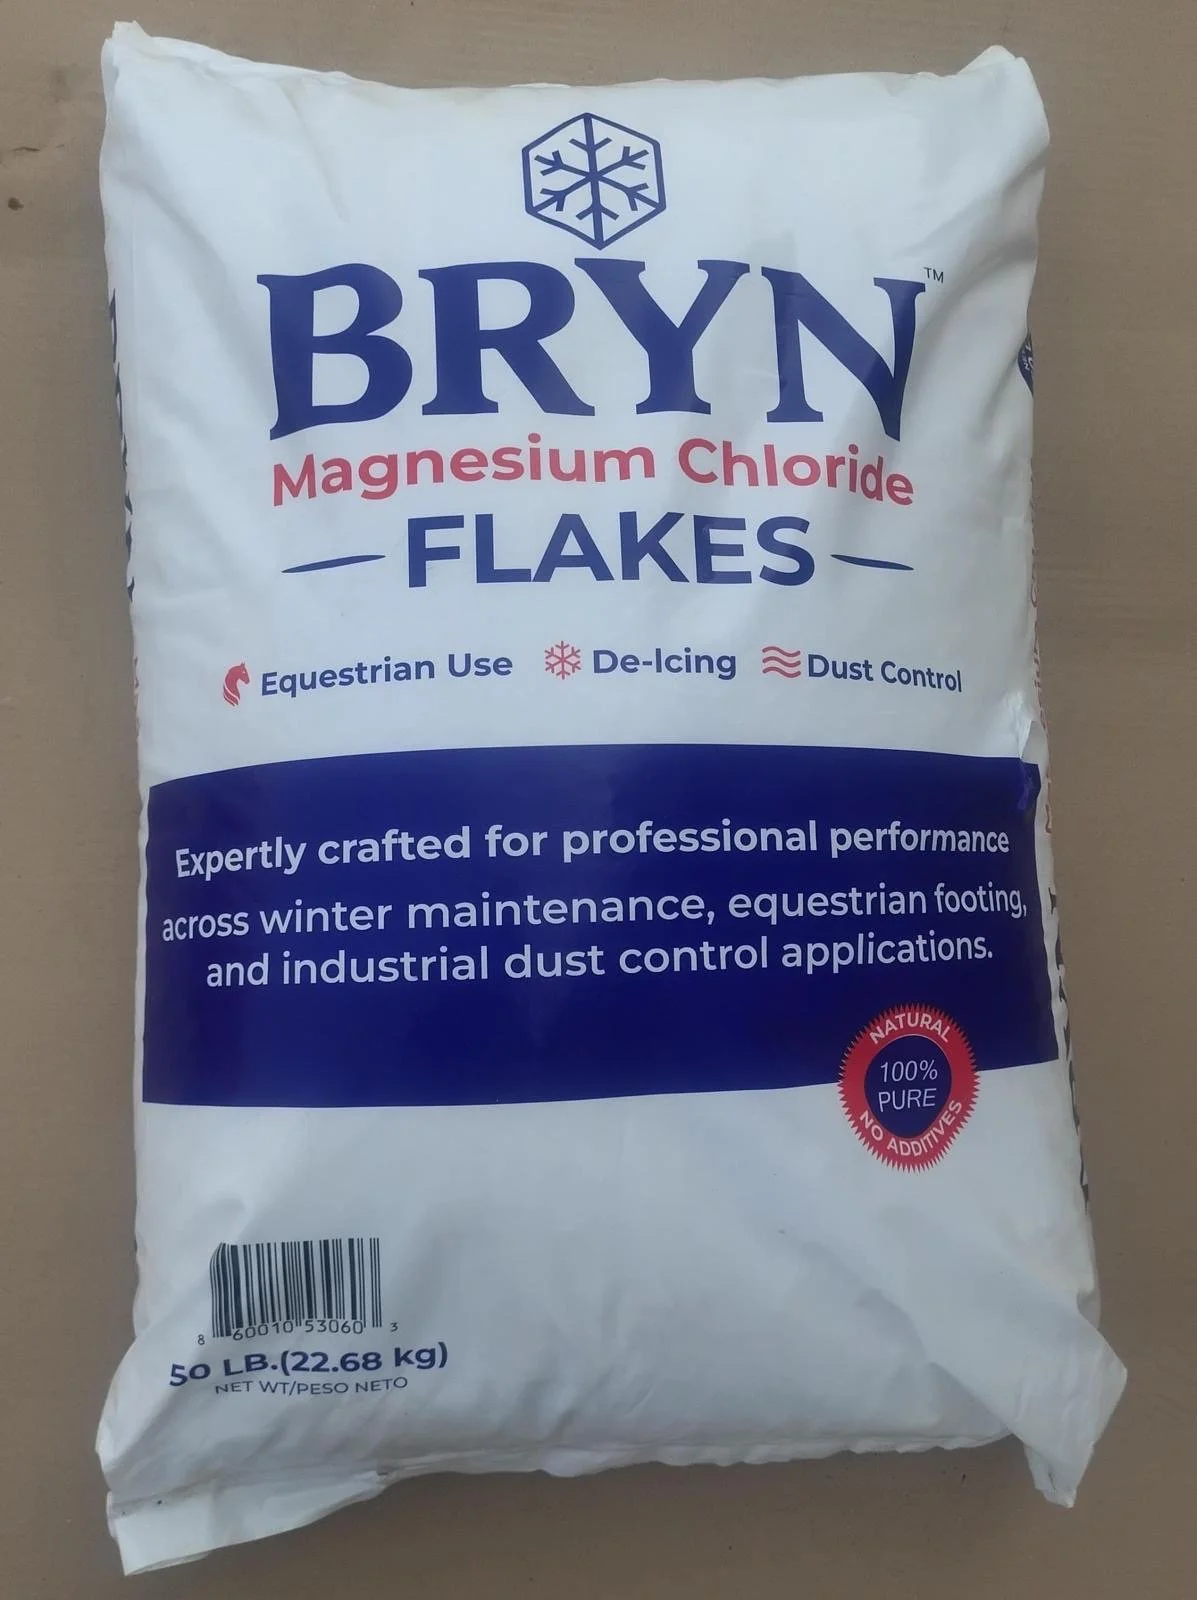 BRYN™
Magnesium Chloride
FLAKES
Equestrian Use De-Icing Dust Control
Expertly crafted for professional performance
across winter maintenance, equestrian footing,
and industrial dust control applications.
NATURAL
100%
PURE
NO ADDITIVES
8 60010 53060 3
50 LB.(22.68 kg)
NET WT/PESO NETO